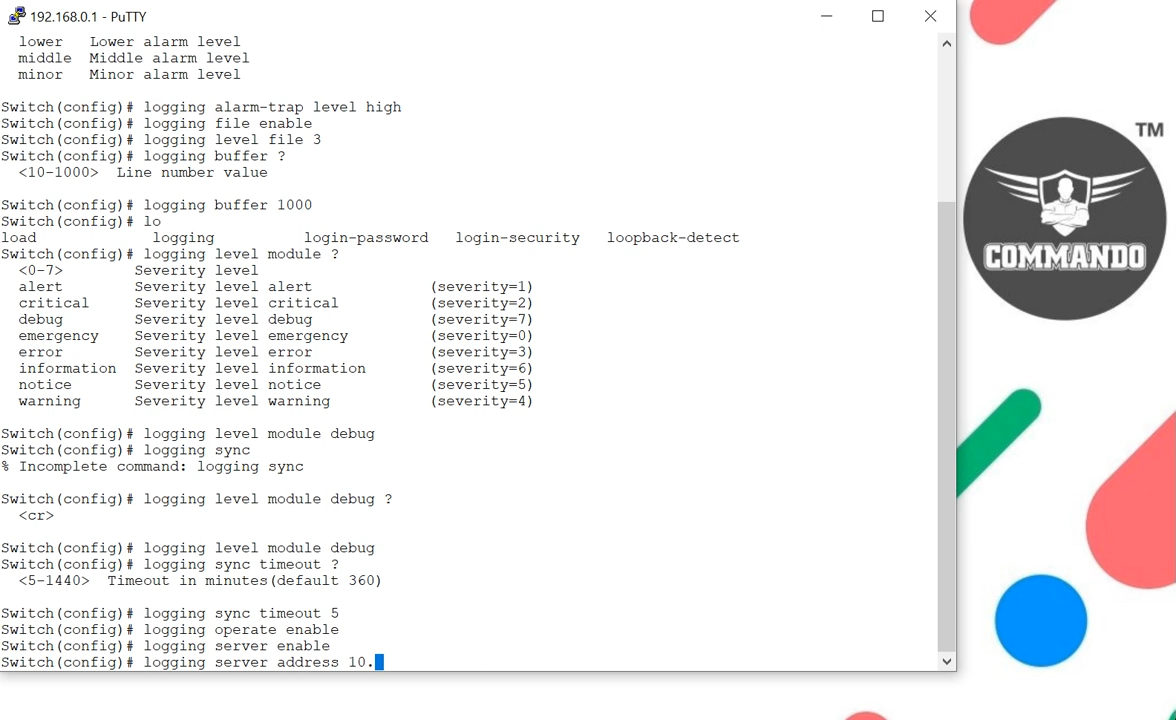 192.168.0.1 - PuTTY
lower Lower alarm level
middle Middle alarm level
minor Minor alarm level
Switch(config)# logging alarm-trap level high
Switch(config)# logging file enable
Switch(config)# logging level file 3
Switch(config)# logging buffer ?
<10-1000> Line number value
Switch(config)# logging buffer 1000
Switch(config)# lo
load logging login-password login-security loopback-detect
Switch(config)# logging level module ?
<0-7> Severity level
alert Severity level alert (severity=1)
critical Severity level critical (severity=2)
debug Severity level debug (severity=7)
emergency Severity level emergency (severity=0)
error Severity level error (severity=3)
information Severity level information (severity=6)
notice Severity level notice (severity=5)
warning Severity level warning (severity=4)
Switch(config)# logging level module debug
Switch(config)# logging sync
% Incomplete command: logging sync
Switch(config)# logging level module debug ?
<cr>
Switch(config)# logging level module debug
Switch(config)# logging sync timeout ?
<5-1440> Timeout in minutes(default 360)
Switch(config)# logging sync timeout 5
Switch(config)# logging operate enable
Switch(config)# logging server enable
Switch(config)# logging server address 10.
TM
COMMANDO